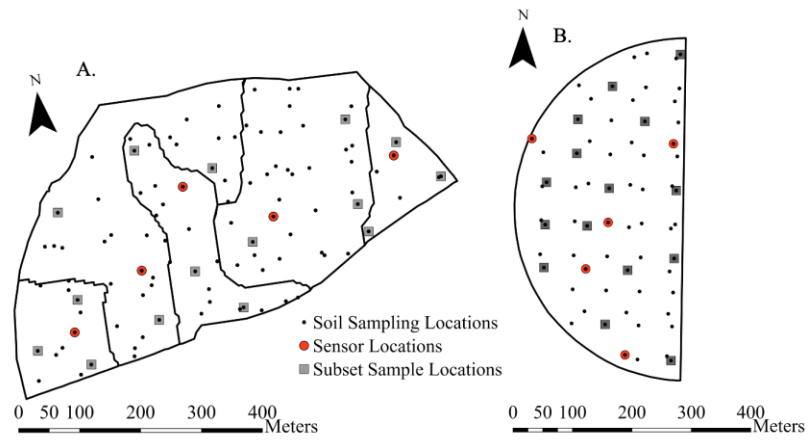 N
A.
N
B.
Soil Sampling Locations
Sensor Locations
Subset Sample Locations
0 50 100 200 300 400
Meters
0 50 100 200 300 400
Meters